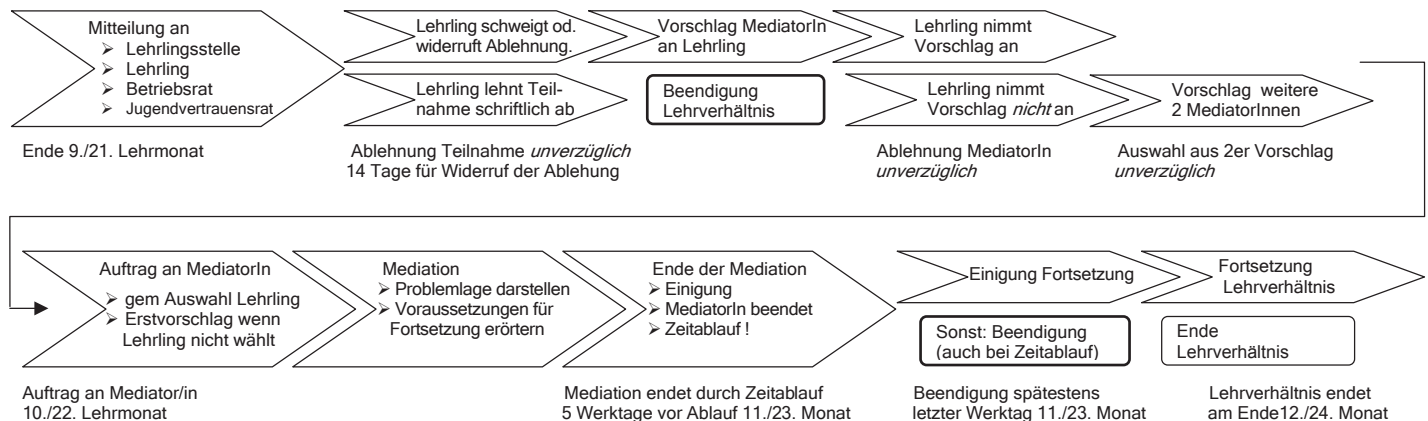 Mitteilung an
➢ Lehrlingsstelle
➢ Lehrling
➢ Betriebsrat
➢ Jugendvertrauensrat
Ende 9./21. Lehrmonat
Lehrling schweigt od.
widerruft Ablehnung.
Lehrling lehnt Teil-
nahme schriftlich ab
Ablehnung Teilnahme unverzüglich
14 Tage für Widerruf der Ablehung
Vorschlag MediatorIn
an Lehrling
Beendigung
Lehrverhältnis
Lehrling nimmt
Vorschlag an
Lehrling nimmt
Vorschlag nicht an
Ablehnung MediatorIn
unverzüglich
Vorschlag weitere
2 MediatorInnen
Auswahl aus 2er Vorschlag
unverzüglich
Auftrag an MediatorIn
➢ gem Auswahl Lehrling
➢ Erstvorschlag wenn
Lehrling nicht wählt
Auftrag an Mediator/in
10./22. Lehrmonat
Mediation
➢ Problemlage darstellen
➢ Voraussetzungen für
Fortsetzung erörtern
Ende der Mediation
➢ Einigung
➢ MediatorIn beendet
➢ Zeitablauf !
Mediation endet durch Zeitablauf
5 Werktage vor Ablauf 11./23. Monat
Einigung Fortsetzung
Sonst: Beendigung
(auch bei Zeitablauf)
Beendigung spätestens
letzter Werktag 11./23. Monat
Fortsetzung
Lehrverhältnis
Ende
Lehrverhältnis
Lehrverhältnis endet
am Ende12./24. Monat